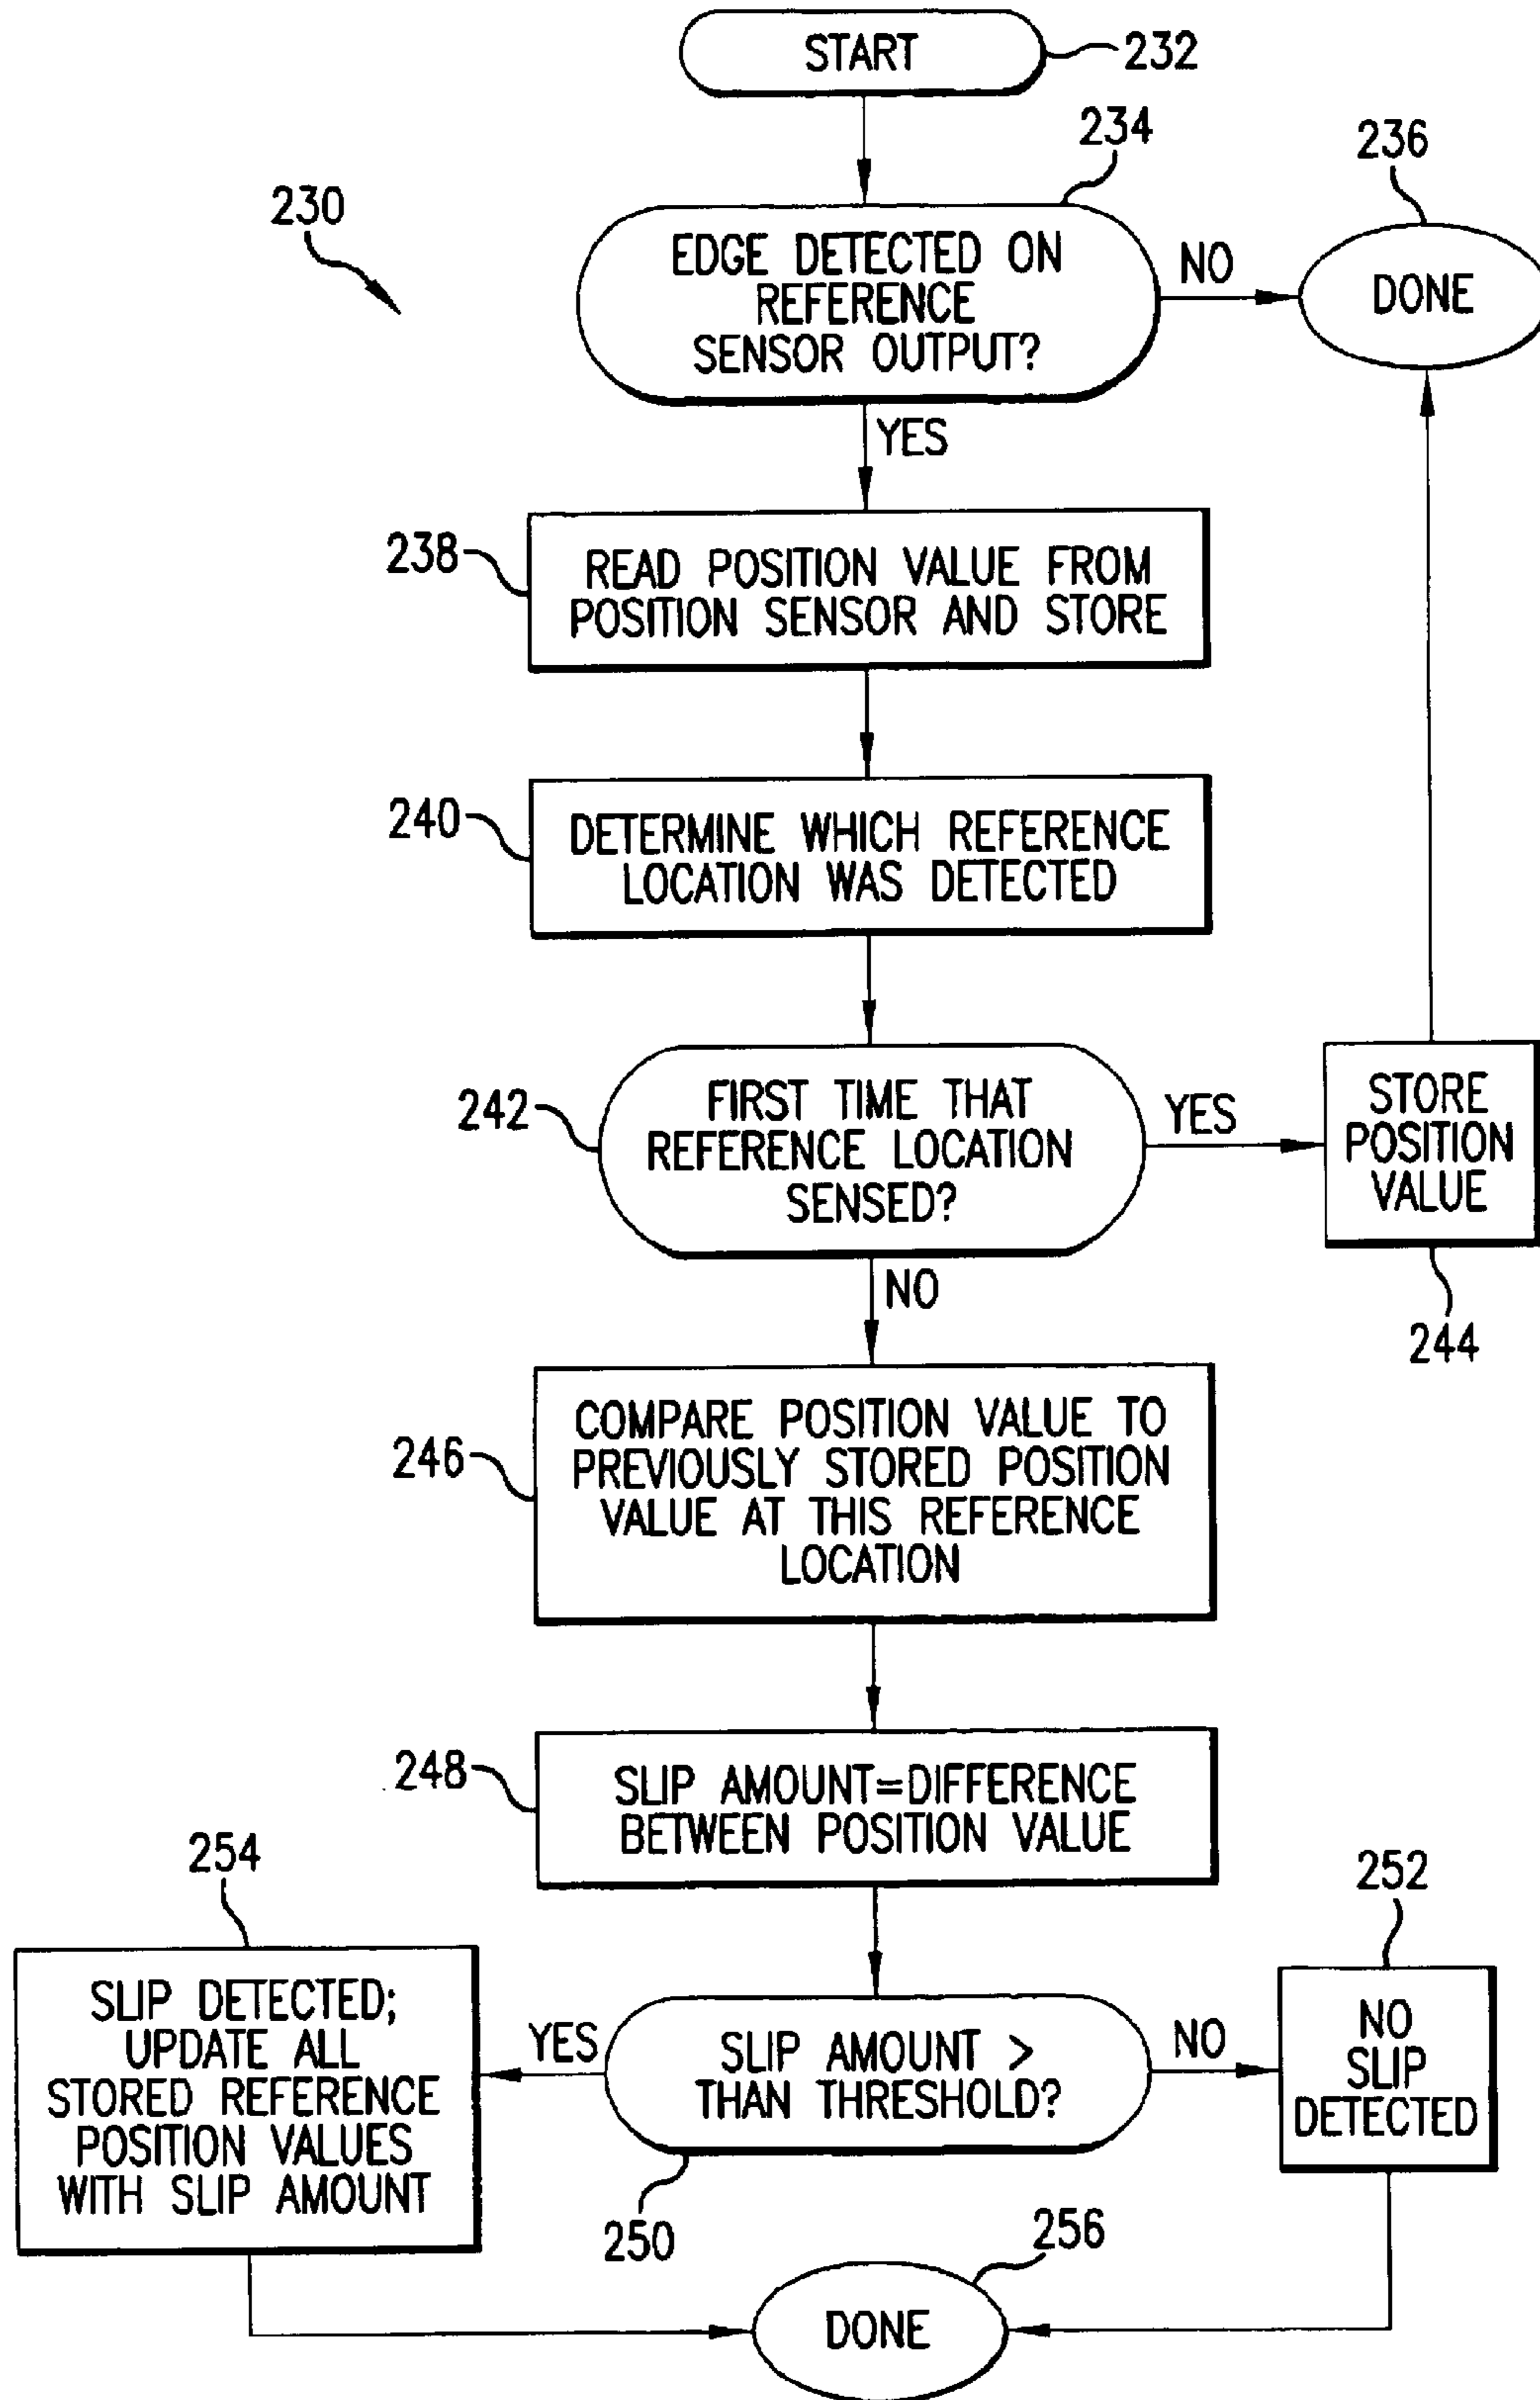 START
232
234
236
230
EDGE DETECTED ON
REFERENCE
SENSOR OUTPUT?
NO
DONE
YES
238
READ POSITION VALUE FROM
POSITION SENSOR AND STORE
240
DETERMINE WHICH REFERENCE
LOCATION WAS DETECTED
242
FIRST TIME THAT
REFERENCE LOCATION
SENSED?
YES
STORE
POSITION
VALUE
244
NO
246
COMPARE POSITION VALUE TO
PREVIOUSLY STORED POSITION
VALUE AT THIS REFERENCE
LOCATION
248
SLIP AMOUNT=DIFFERENCE
BETWEEN POSITION VALUE
254
252
SLIP DETECTED;
UPDATE ALL
STORED REFERENCE
POSITION VALUES
WITH SLIP AMOUNT
YES
SLIP AMOUNT >
THAN THRESHOLD?
NO
NO
SLIP
DETECTED
250
256
DONE